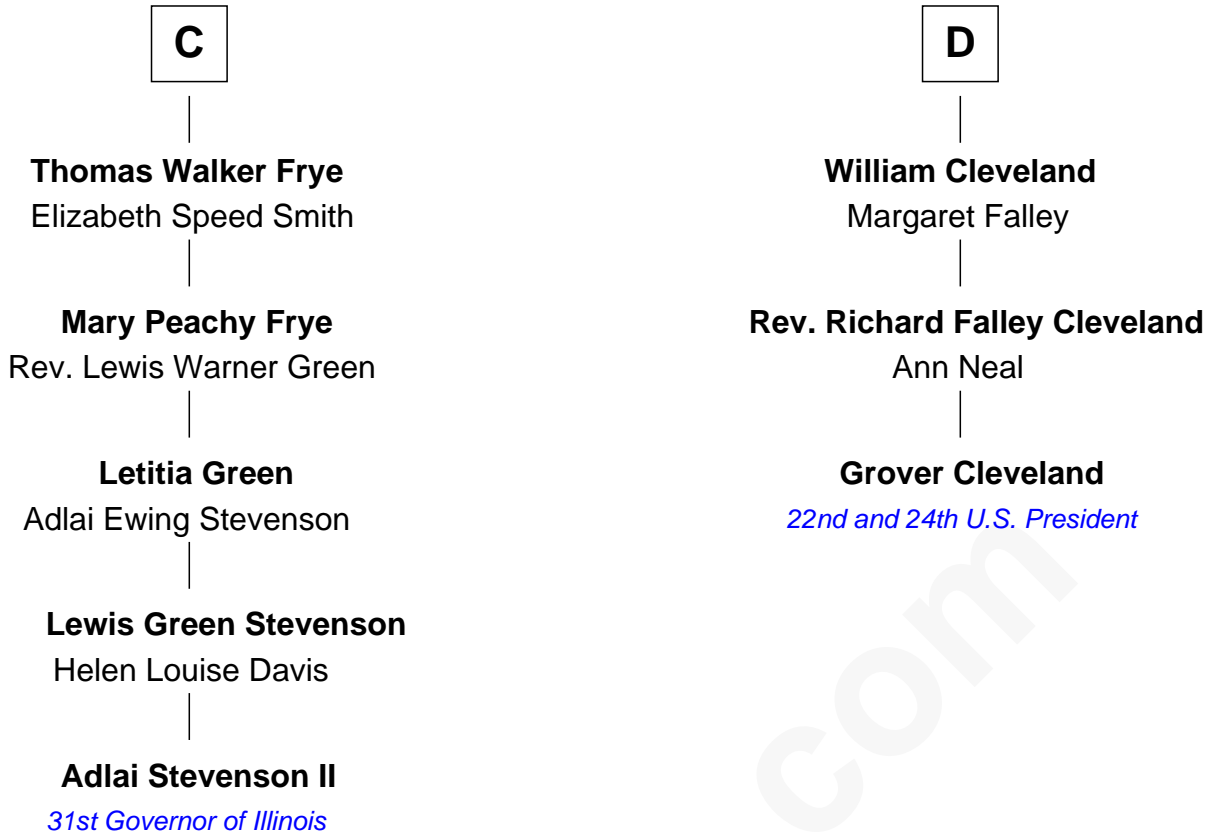 C
Thomas Walker Frye
Elizabeth Speed Smith
Mary Peachy Frye
Rev. Lewis Warner Green
Letitia Green
Adlai Ewing Stevenson
Lewis Green Stevenson
Helen Louise Davis
Adlai Stevenson II
31st Governor of Illinois
D
William Cleveland
Margaret Falley
Rev. Richard Falley Cleveland
Ann Neal
Grover Cleveland
22nd and 24th U.S. President
com